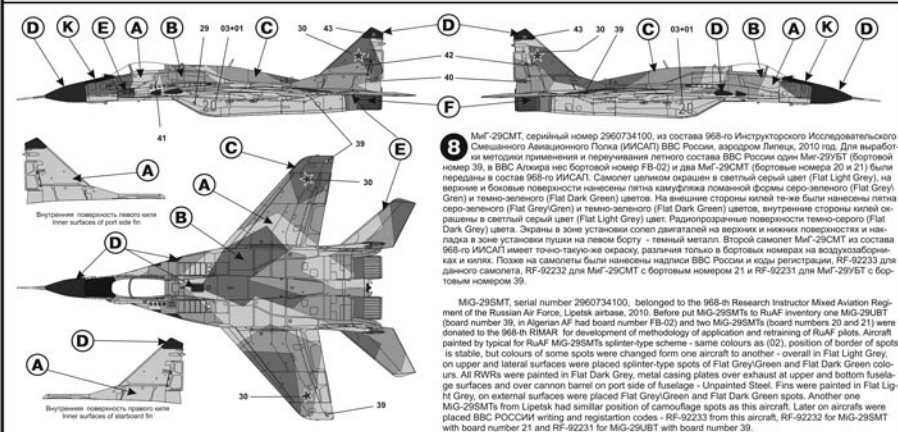 D K E A B 29 03+01 C 30 43 D 43 30 39 03+01 D B A K D
42
40
F
41 39 C E
A
30
A
Внутренняя поверхность левого киля
Inner surfaces of port side fin
B
D
D
A
Внутренняя поверхность правого киля
Inner surfaces of starboard fin
30
39
8
МиГ-29СМТ, серийный номер 2960734100, из состава 968-го Инструкторского Исследовательского
Смешанного Авиационного Полка (ИИСАП) ВВС России, аэродром Липецк, 2010 год. Для выработ-
ки методики применения и переучивания летного состава ВВС России один Миг-29УБТ (бортовой
номер 39, в ВВС Алжира нес бортовой номер FB-02) и два МиГ-29СМТ (бортовые номера 20 и 21) были
переданы в состав 968-го ИИСАП. Самолет целиком окрашен в светлый серый цвет (Flat Light Grey), на
верхние и боковые поверхности нанесены пятна камуфляжа ломанной формы серо-зеленого (Flat Grey\
Gren) и темно-зеленого (Flat Dark Green) цветов. На внешние стороны килей те-же были нанесены пятна
серо-зеленого (Flat Grey\Green) и темно-зеленого (Flat Dark Green) цветов, внутренние стороны килей ок-
рашены в светлый серый цвет (Flat Light Grey) цвет. Радиопрозрачные поверхности темно-серого (Flat
Dark Grey) цвета. Экраны в зоне установки сопел двигателей на верхних и нижних поверхностях и нак-
ладка в зоне установки пушки на левом борту - темный металл. Второй самолет МиГ-29СМТ из состава
968-го ИИСАП имеет точно-такую-же окраску, различия только в бортовых номерах на воздухозаборни-
ках и килях. Позже на самолеты были нанесены надписи ВВС России и коды регистрации, RF-92233 для
данного самолета, RF-92232 для МиГ-29СМТ с бортовым номером 21 и RF-92231 для МиГ-29УБТ с бор-
товым номером 39.
MiG-29SMT, serial number 2960734100, belonged to the 968-th Research Instructor Mixed Aviation Regi-
ment of the Russian Air Force, Lipetsk airbase, 2010. Before put MiG-29SMTs to RuAF inventory one MiG-29UBT
(board number 39, in Algerian AF had board number FB-02) and two MiG-29SMTs (board numbers 20 and 21) were
donated to the 968-th RIMAR for development of methodology of application and retraining of RuAF pilots. Aircraft
painted by typical for RuAF MiG-29SMTs splinter-type scheme - same colours as (02), position of border of spots
is stable, but colours of some spots were changed form one aircraft to another - overall in Flat Light Grey,
on upper and lateral surfaces were placed splinter-type spots of Flat Grey\Green and Flat Dark Green colo-
urs. All RWRs were painted in Flat Dark Grey, metal casing plates over exhaust at upper and bottom fusela-
ge surfaces and over cannon barrel on port side of fuselage - Unpainted Steel. Fins were painted in Flat Lig-
ht Grey, on external surfaces were placed Flat Grey\Green and Flat Dark Green spots. Another one
MiG-29SMTs from Lipetsk had simillar position of camouflage spots as this aircraft. Later on aircrafs were
placed ВВС РОССИИ writing and registartion codes - RF-92233 from this aircraft, RF-92232 for MiG-29SMT
with board number 21 and RF-92231 for MiG-29UBT with board number 39.